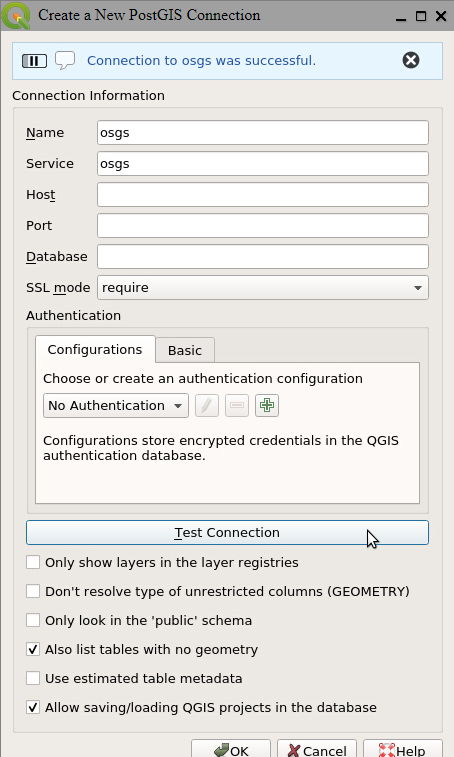 Create a New PostGIS Connection
Connection to osgs was successful.
Connection Information
Name osgs
Service osgs
Host
Port
Database
SSL mode require
Authentication
Configurations Basic
Choose or create an authentication configuration
No Authentication
Configurations store encrypted credentials in the QGIS
authentication database.
Test Connection
Only show layers in the layer registries
Don't resolve type of unrestricted columns (GEOMETRY)
Only look in the 'public' schema
Also list tables with no geometry
Use estimated table metadata
Allow saving/loading QGIS projects in the database
OK Cancel Help